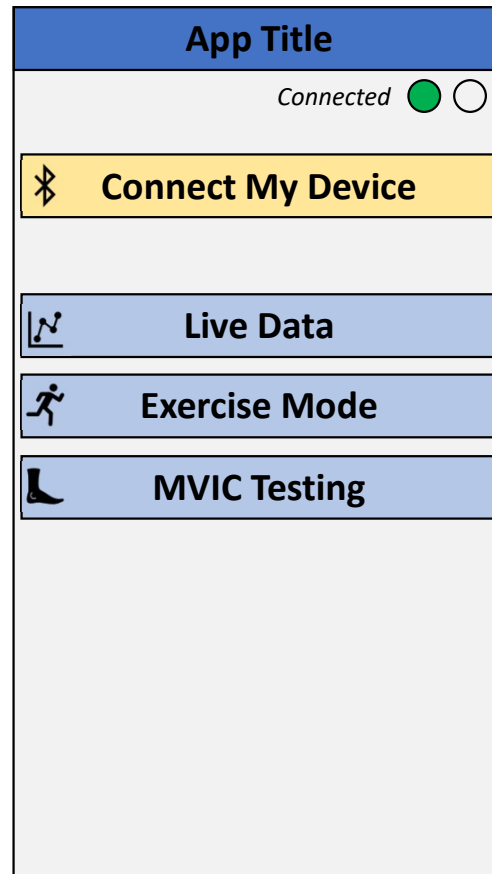 App Title
Connected
Connect My Device
Live Data
Exercise Mode
MVIC Testing